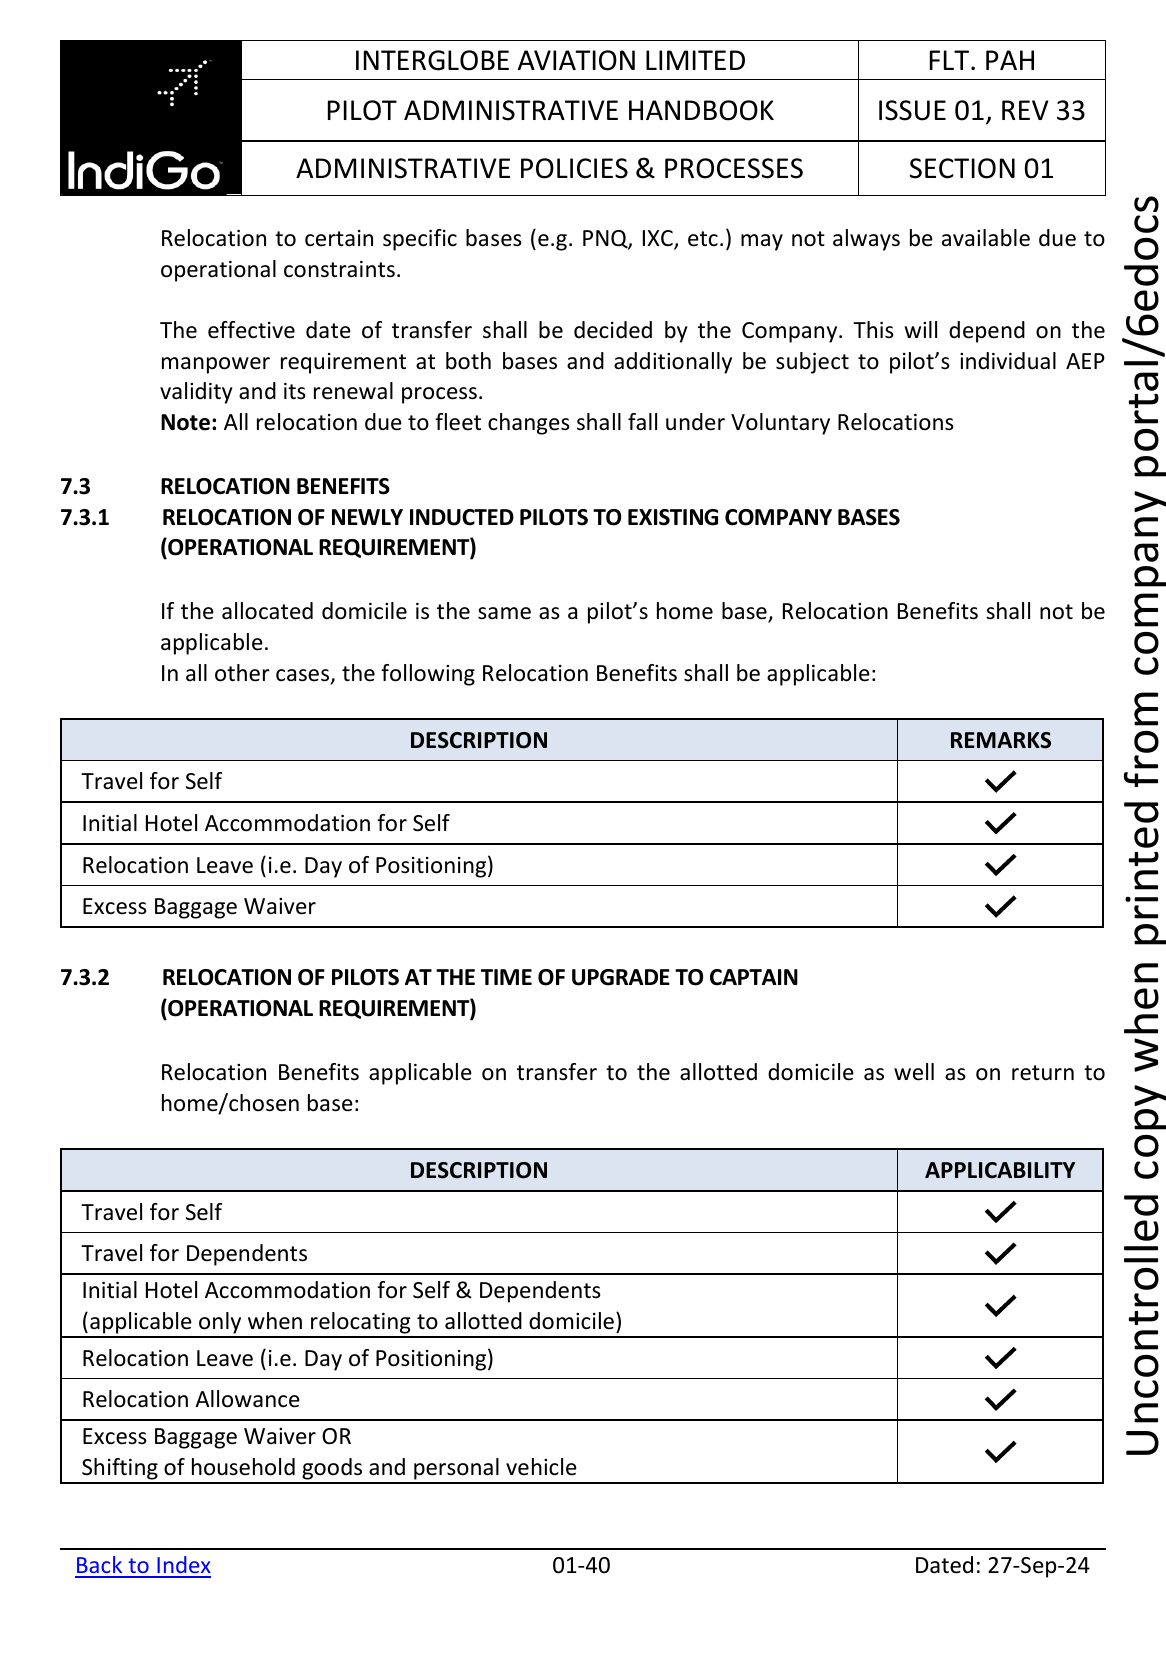 IndiGo
INTERGLOBE AVIATION LIMITED
FLT. PAH
PILOT ADMINISTRATIVE HANDBOOK
ISSUE 01, REV 33
ADMINISTRATIVE POLICIES & PROCESSES
SECTION 01
Relocation to certain specific bases (e.g. PNQ, IXC, etc.) may not always be available due to
operational constraints.
The effective date of transfer shall be decided by the Company. This will depend on the
manpower requirement at both bases and additionally be subject to pilot’s individual AEP
validity and its renewal process.
Note: All relocation due to fleet changes shall fall under Voluntary Relocations
7.3 RELOCATION BENEFITS
7.3.1 RELOCATION OF NEWLY INDUCTED PILOTS TO EXISTING COMPANY BASES
(OPERATIONAL REQUIREMENT)
If the allocated domicile is the same as a pilot’s home base, Relocation Benefits shall not be
applicable.
In all other cases, the following Relocation Benefits shall be applicable:
DESCRIPTION REMARKS
Travel for Self ✓
Initial Hotel Accommodation for Self ✓
Relocation Leave (i.e. Day of Positioning) ✓
Excess Baggage Waiver ✓
7.3.2 RELOCATION OF PILOTS AT THE TIME OF UPGRADE TO CAPTAIN
(OPERATIONAL REQUIREMENT)
Relocation Benefits applicable on transfer to the allotted domicile as well as on return to
home/chosen base:
DESCRIPTION APPLICABILITY
Travel for Self ✓
Travel for Dependents ✓
Initial Hotel Accommodation for Self & Dependents
(applicable only when relocating to allotted domicile) ✓
Relocation Leave (i.e. Day of Positioning) ✓
Relocation Allowance ✓
Excess Baggage Waiver OR
Shifting of household goods and personal vehicle ✓
Back to Index 01-40 Dated: 27-Sep-24
Uncontrolled copy when printed from company portal/6edocs